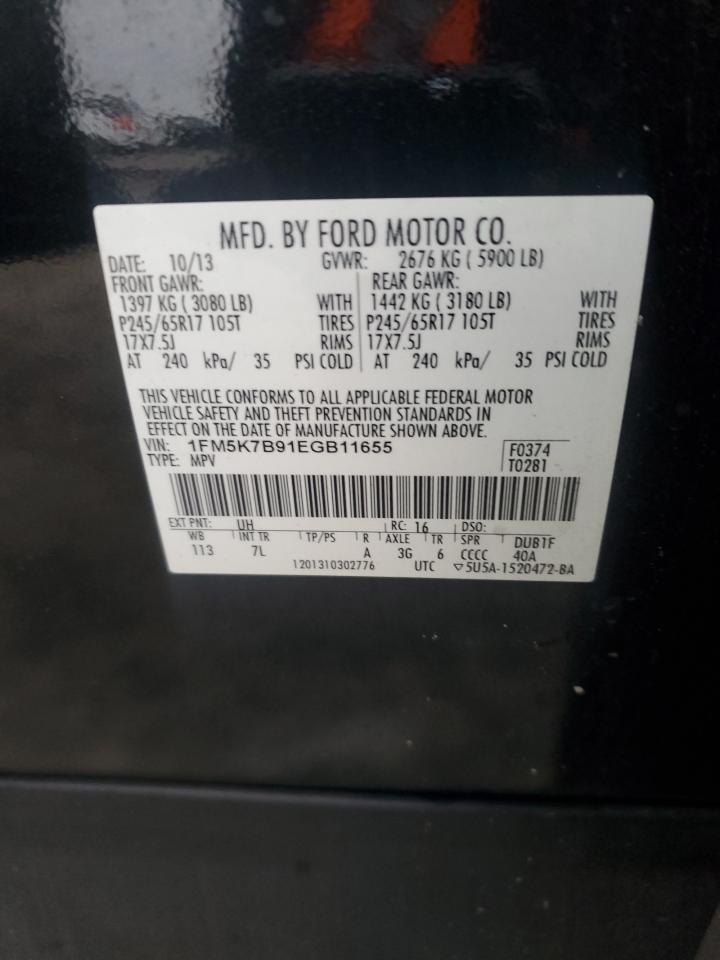 MFD. BY FORD MOTOR CO.
DATE: 10/13 GVWR: 2676 KG ( 5900 LB)
FRONT GAWR: REAR GAWR:
1397 KG ( 3080 LB) WITH 1442 KG ( 3180 LB) WITH
P245/65R17 105T TIRES P245/65R17 105T TIRES
17X7.5J RIMS 17X7.5J RIMS
AT 240 kPa/ 35 PSI COLD AT 240 kPa/ 35 PSI COLD
THIS VEHICLE CONFORMS TO ALL APPLICABLE FEDERAL MOTOR
VEHICLE SAFETY AND THEFT PREVENTION STANDARDS IN
EFFECT ON THE DATE OF MANUFACTURE SHOWN ABOVE.
VIN: 1FM5K7B91EGB11655 F0374
TYPE: MPV T0281
EXT PNT: UH RC: 16 DSO:
WB INT TR TP/PS R AXLE TR SPR DUB1F
113 7L A 3G 6 CCCC 40A
1201310302776 UTC ▽5U5A-1520472-BA